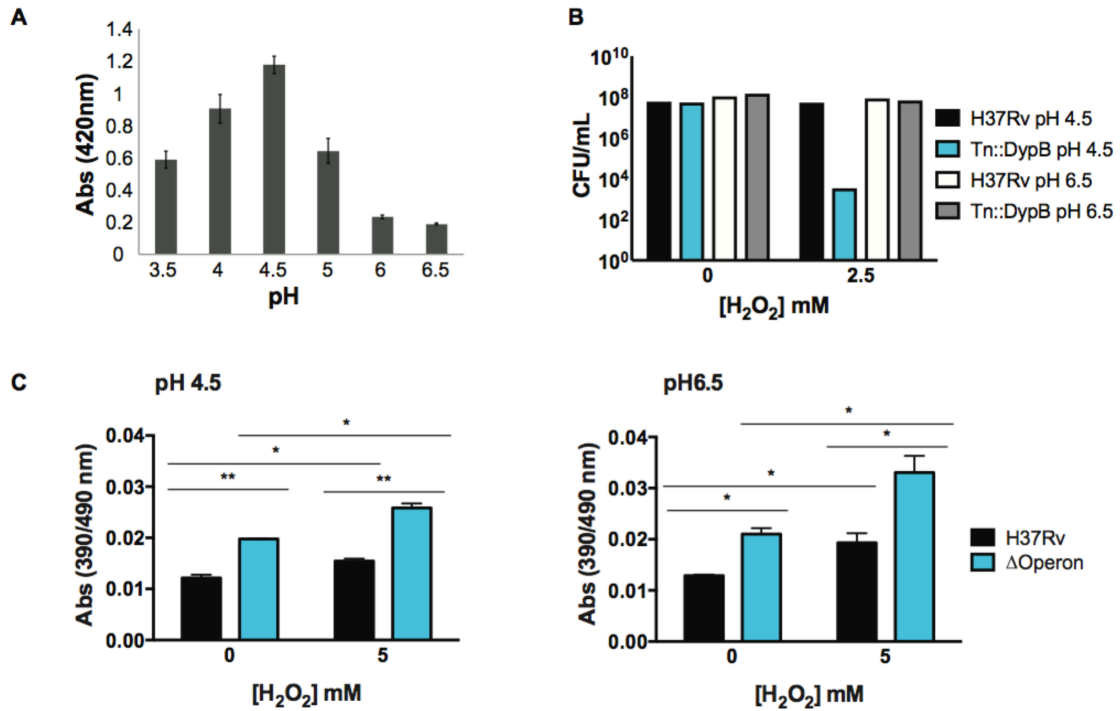 A
Abs (420nm)
1.4
1.2
1
0.8
0.6
0.4
0.2
0
3.5 4 4.5 5 6 6.5
pH
B
CFU/mL
10¹⁰
10⁸
10⁶
10⁴
10²
10⁰
0 2.5
[H₂O₂] mM
H37Rv pH 4.5
Tn::DypB pH 4.5
H37Rv pH 6.5
Tn::DypB pH 6.5
C
pH 4.5
Abs (390/490 nm)
0.04
0.03
0.02
0.01
0.00
*
*
** **
0 5
[H₂O₂] mM
pH6.5
Abs (390/490 nm)
0.04
0.03
0.02
0.01
0.00
*
*
*
*
0 5
[H₂O₂] mM
H37Rv
ΔOperon